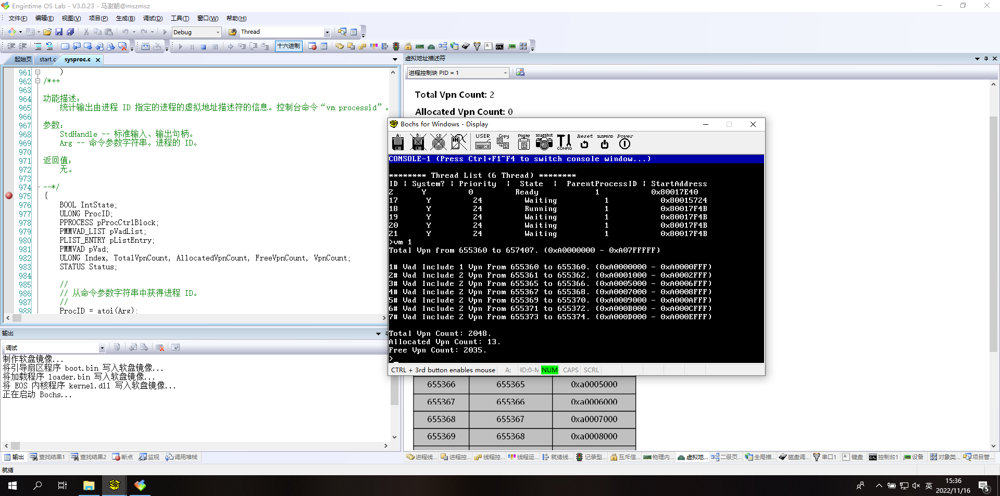 Engintime OS Lab - V3.0.23 - 马澍朝@mszmsz
文件(F) 编辑(E) 视图(V) 项目(P) 生成(B) 调试(D) 工具(T) 窗口(W) 帮助(H)
Debug Thread
十六进制
起始页 start.c sysproc.c
961 )
962 /*++
963
964 功能描述:
965 统计输出由进程 ID 指定的进程的虚拟地址描述符的信息。控制台命令“vm processid”。
966
967 参数:
968 StdHandle -- 标准输入、输出句柄。
969 Arg -- 命令参数字符串。进程的 ID。
970
971 返回值:
972 无。
973
974 --*/
975 {
976 BOOL IntState;
977 ULONG ProcID;
978 PPROCESS pProcCtrlBlock;
979 PMMVAD_LIST pVadList;
980 PLIST_ENTRY pListEntry;
981 PMMVAD pVad;
982 ULONG Index, TotalVpnCount, AllocatedVpnCount, FreeVpnCount, VpnCount;
983 STATUS Status;
984
985 //
986 // 从命令参数字符串中获得进程 ID。
987 //
988 ProcID = atoi(Arg);
输出
调试
制作软盘镜像...
将引导扇区程序 boot.bin 写入软盘镜像...
将加载程序 loader.bin 写入软盘镜像...
将 EOS 内核程序 kernel.dll 写入软盘镜像...
正在启动 Bochs...
输出 查找结果1 查找结果2 断点 监视 调用堆栈
就绪
虚拟地址描述符
进程控制块 PID = 1
Total Vpn Count: 2
Allocated Vpn Count: 0
Bochs for Windows - Display
A: B: CD USER Copy Paste snapshot CONFIG Reset SUSPEND Power
CONSOLE-1 (Press Ctrl+F1~F4 to switch console window...)
******** Thread List (6 Thread) ********
ID | System? | Priority | State | ParentProcessID | StartAddress
2 Y 0 Ready 1 0x80017E40
17 Y 24 Waiting 1 0x80015724
18 Y 24 Running 1 0x80017F4B
19 Y 24 Waiting 1 0x80017F4B
20 Y 24 Waiting 1 0x80017F4B
21 Y 24 Waiting 1 0x80017F4B
>vm 1
Total Vpn from 655360 to 657407. (0xA0000000 - 0xA07FFFFF)
1# Vad Include 1 Vpn From 655360 to 655360. (0xA0000000 - 0xA0000FFF)
2# Vad Include 2 Vpn From 655361 to 655362. (0xA0001000 - 0xA0002FFF)
3# Vad Include 2 Vpn From 655365 to 655366. (0xA0005000 - 0xA0006FFF)
4# Vad Include 2 Vpn From 655367 to 655368. (0xA0007000 - 0xA0008FFF)
5# Vad Include 2 Vpn From 655369 to 655370. (0xA0009000 - 0xA000AFFF)
6# Vad Include 2 Vpn From 655371 to 655372. (0xA000B000 - 0xA000CFFF)
7# Vad Include 2 Vpn From 655373 to 655374. (0xA000D000 - 0xA000EFFF)
Total Vpn Count: 2048.
Allocated Vpn Count: 13.
Free Vpn Count: 2035.
>_
CTRL + 3rd button enables mouse A: HD:0-M NUM CAPS SCRL
655366 655365 0xa0005000
655367 655366 0xa0006000
655368 655367 0xa0007000
655369 655368 0xa0008000
进程线... 进程控... 线程控... 线程运... 就绪线... 记录型... 互斥信... 物理内... 虚拟地... 二级页... 全局描... 磁盘调... 串口1 键盘 控制台1 设备 对象类... 项目管...
英
15:36
2022/11/16
5